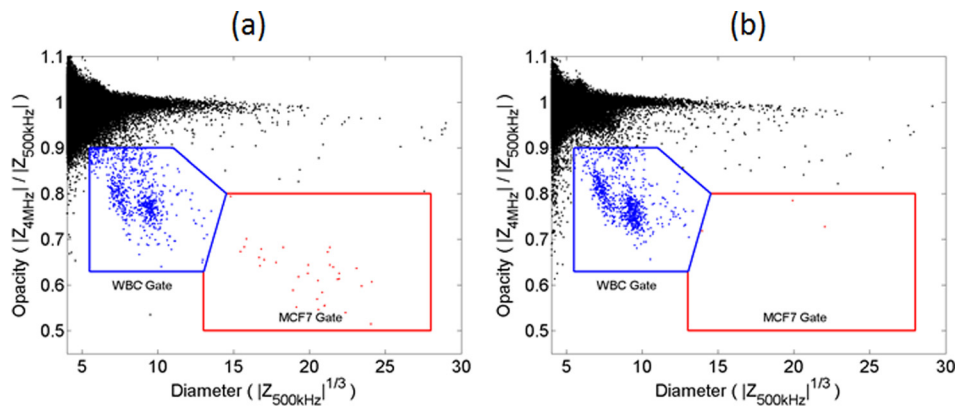 (a)
1.1
1
0.9
0.8
0.7
0.6
0.5
Opacity ( |Z4MHz| / |Z500kHz| )
WBC Gate
MCF7 Gate
5 10 15 20 25 30
Diameter ( |Z500kHz|^1/3 )
(b)
1.1
1
0.9
0.8
0.7
0.6
0.5
Opacity ( |Z4MHz| / |Z500kHz| )
WBC Gate
MCF7 Gate
5 10 15 20 25 30
Diameter ( |Z500kHz|^1/3 )